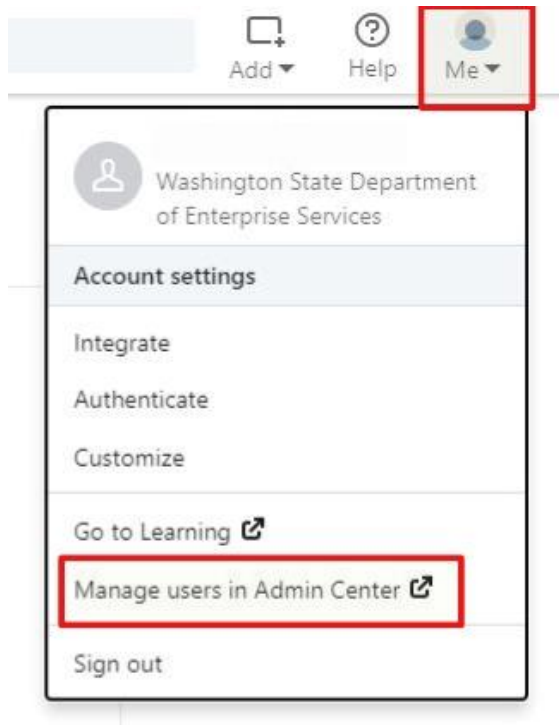 Add Help Me
Washington State Department
of Enterprise Services
Account settings
Integrate
Authenticate
Customize
Go to Learning
Manage users in Admin Center
Sign out